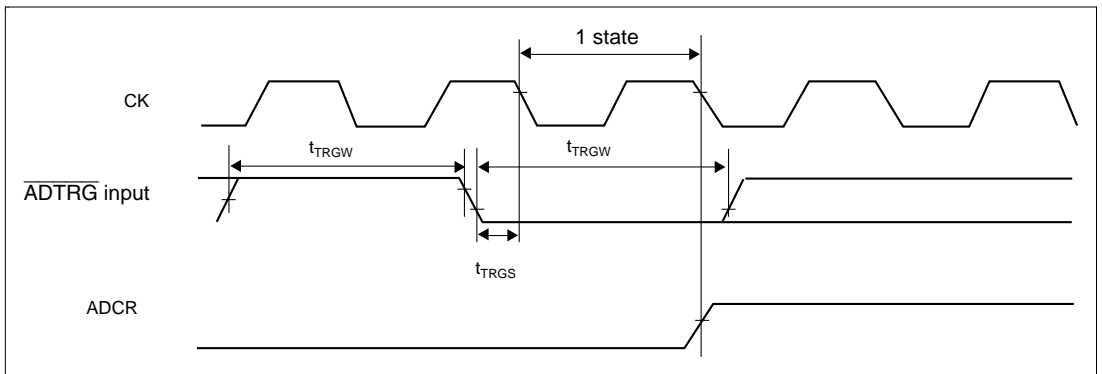 1 state
CK
tTRGW
tTRGW
ADTRG input
tTRGS
ADCR